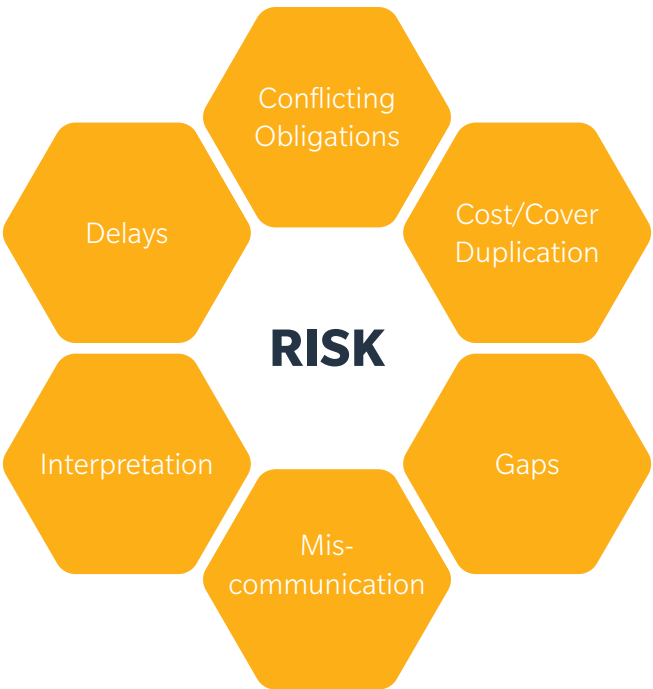 Conflicting
Obligations
Cost/Cover
Duplication
Delays
RISK
Interpretation
Gaps
Mis-
communication